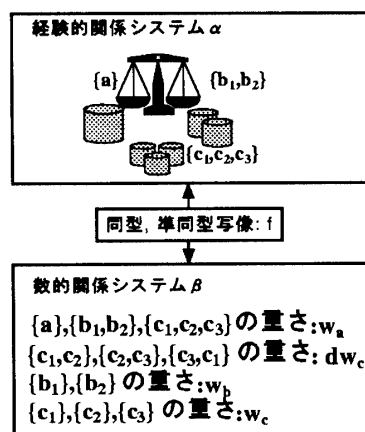 経験的関係システムα
{a} {b₁,b₂}
{c₁,c₂,c₃}
同型, 準同型写像: f
数的関係システムβ
{a},{b₁,b₂},{c₁,c₂,c₃} の重さ:wₐ
{c₁,c₂},{c₂,c₃},{c₃,c₁} の重さ: dw_c
{b₁},{b₂} の重さ:w_b
{c₁},{c₂},{c₃} の重さ:w_c